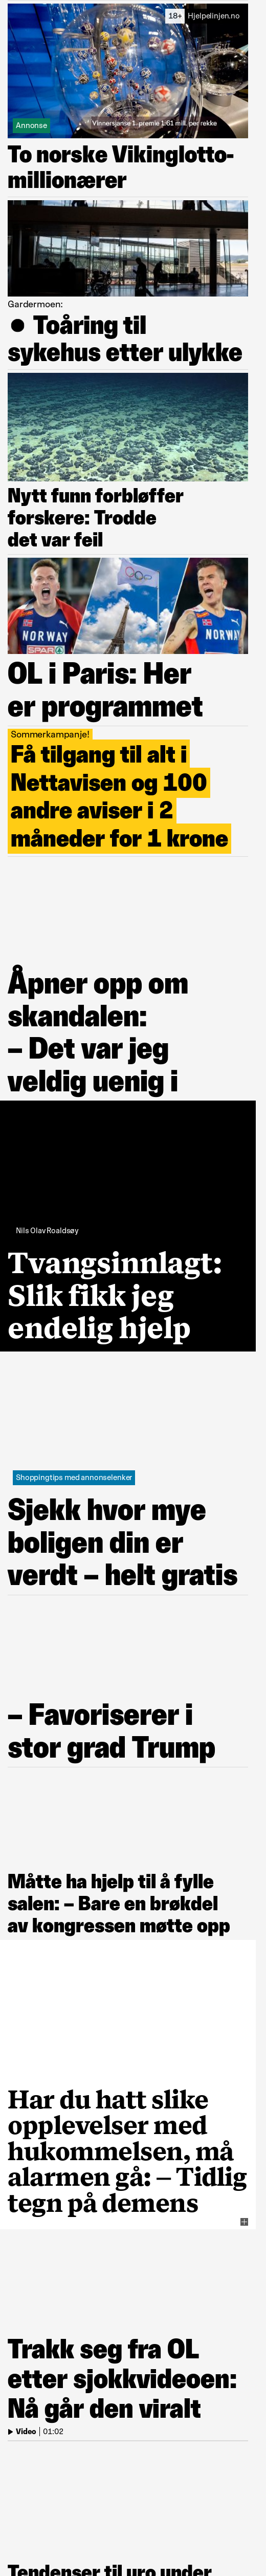 18+ Hjelpelinjen.no
* Vinnersjanse 1. premie 1:61 mill. per rekke
Annonse
To norske Vikinglotto-
millionærer
Gardermoen:
● Toåring til
sykehus etter ulykke
Nytt funn forbløffer
forskere: Trodde
det var feil
NORWAY
SPAR
NORWAY
OL i Paris: Her
er programmet
Sommerkampanje!
Få tilgang til alt i
Nettavisen og 100
andre aviser i 2
måneder for 1 krone
Åpner opp om
skandalen:
– Det var jeg
veldig uenig i
Nils Olav Roaldsøy
Tvangsinnlagt:
Slik fikk jeg
endelig hjelp
Shoppingtips med annonselenker
Sjekk hvor mye
boligen din er
verdt – helt gratis
– Favoriserer i
stor grad Trump
Måtte ha hjelp til å fylle
salen: – Bare en brøkdel
av kongressen møtte opp
Har du hatt slike
opplevelser med
hukommelsen, må
alarmen gå: – Tidlig
tegn på demens
Trakk seg fra OL
etter sjokkvideoen:
Nå går den viralt
Video | 01:02
Tendenser til uro under